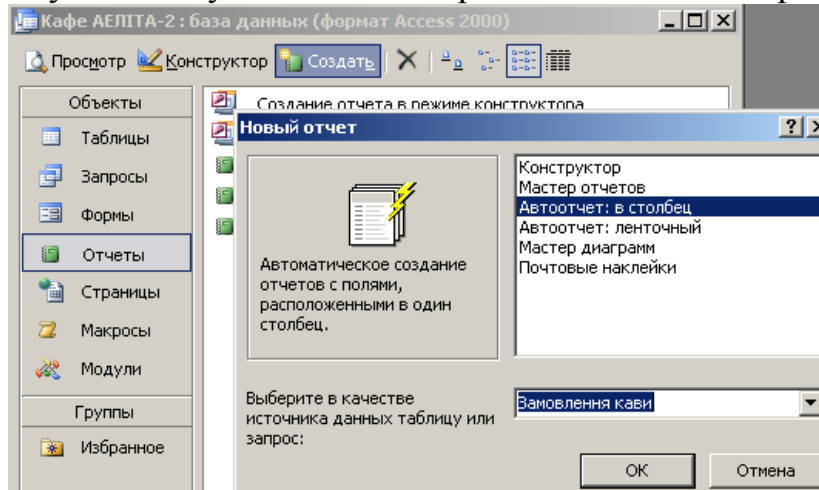 Кафе АЕЛІТА-2 : база данных (формат Access 2000)
Просмотр Конструктор Создать
Объекты
Таблицы
Запросы
Формы
Отчеты
Страницы
Макросы
Модули
Группы
Избранное
Создание отчета в режиме конструктора
Новый отчет
Автоматическое создание
отчетов с полями,
расположенными в один
столбец.
Конструктор
Мастер отчетов
Автоотчет: в столбец
Автоотчет: ленточный
Мастер диаграмм
Почтовые наклейки
Выберите в качестве
источника данных таблицу или
запрос:
Замовлення кави
ОК Отмена